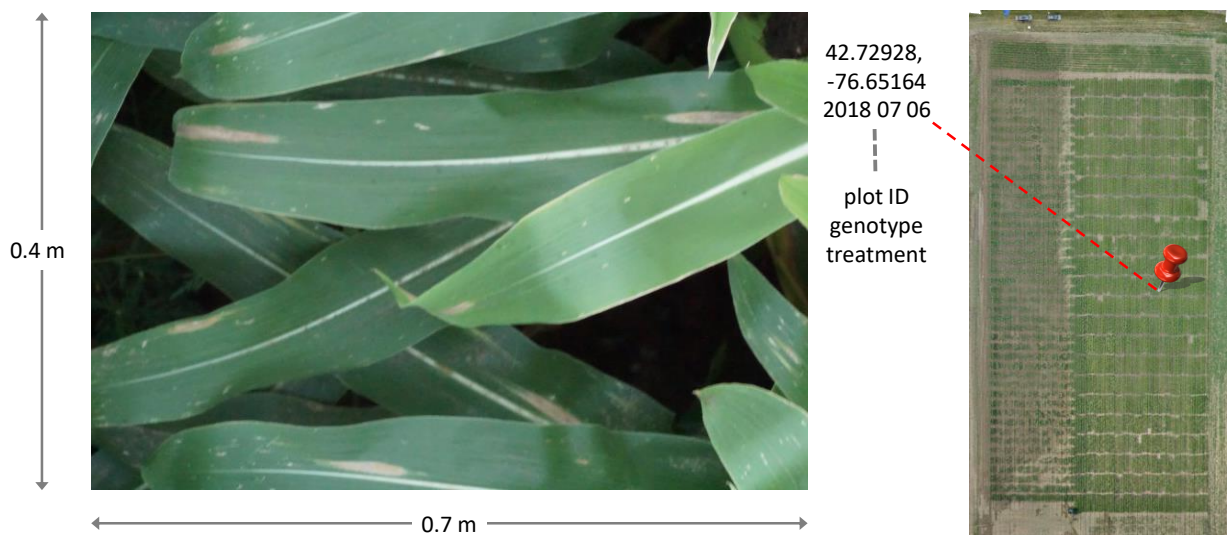 0.4 m
0.7 m
42.72928,
-76.65164
2018 07 06
plot ID
genotype
treatment